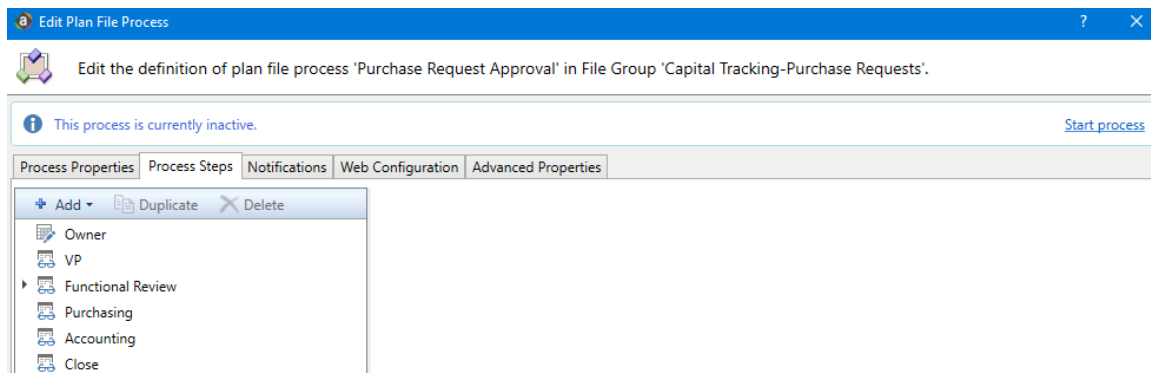 Edit Plan File Process
Edit the definition of plan file process 'Purchase Request Approval' in File Group 'Capital Tracking-Purchase Requests'.
This process is currently inactive. Start process
Process Properties Process Steps Notifications Web Configuration Advanced Properties
Add Duplicate Delete
Owner
VP
Functional Review
Purchasing
Accounting
Close